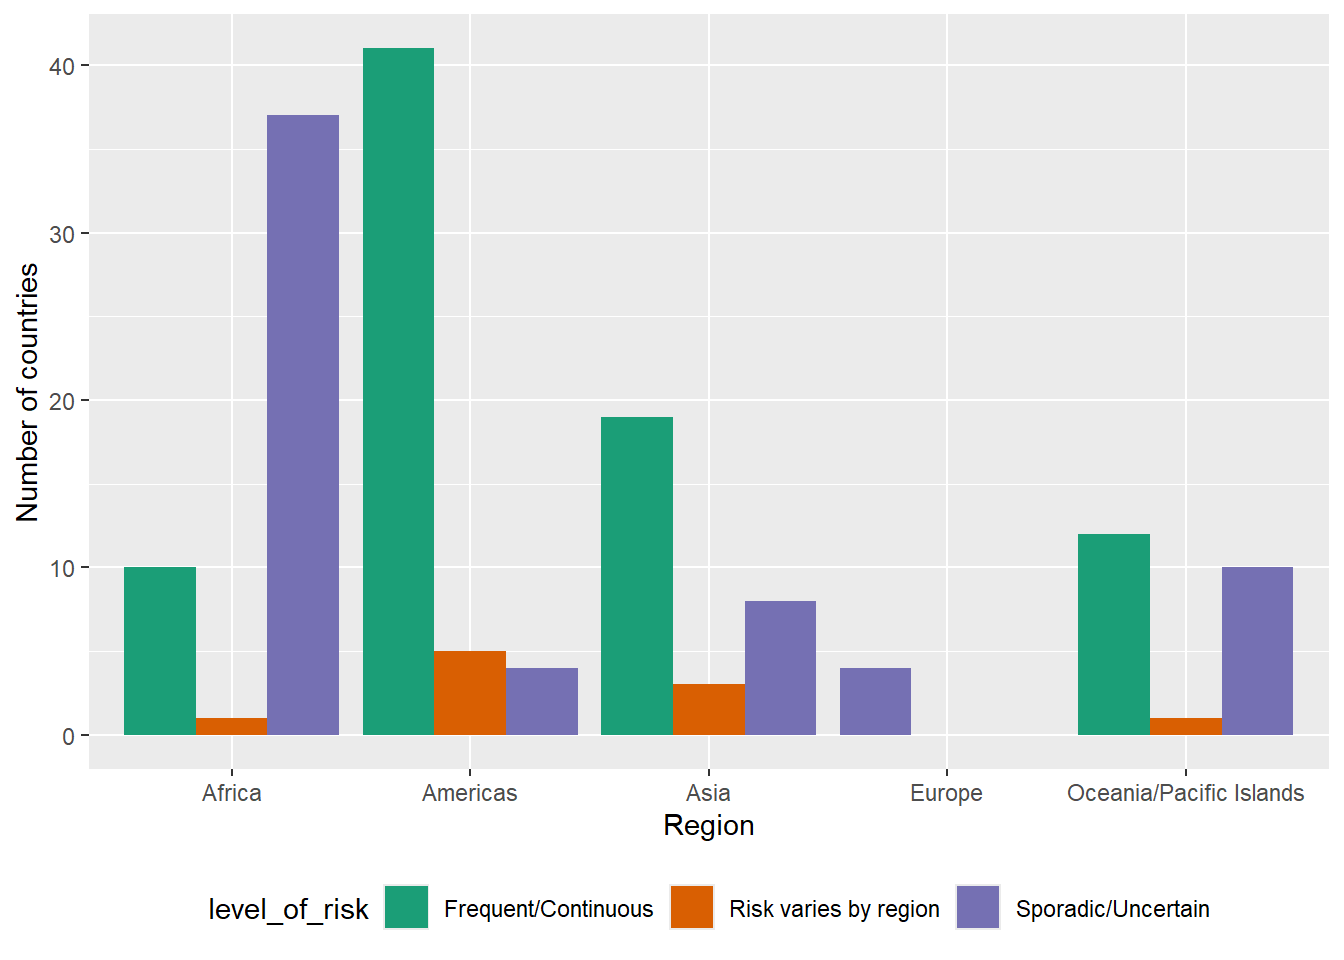 Number of countries
40
30
20
10
0
Africa Americas Asia Europe Oceania/Pacific Islands
Region
level_of_risk Frequent/Continuous Risk varies by region Sporadic/Uncertain